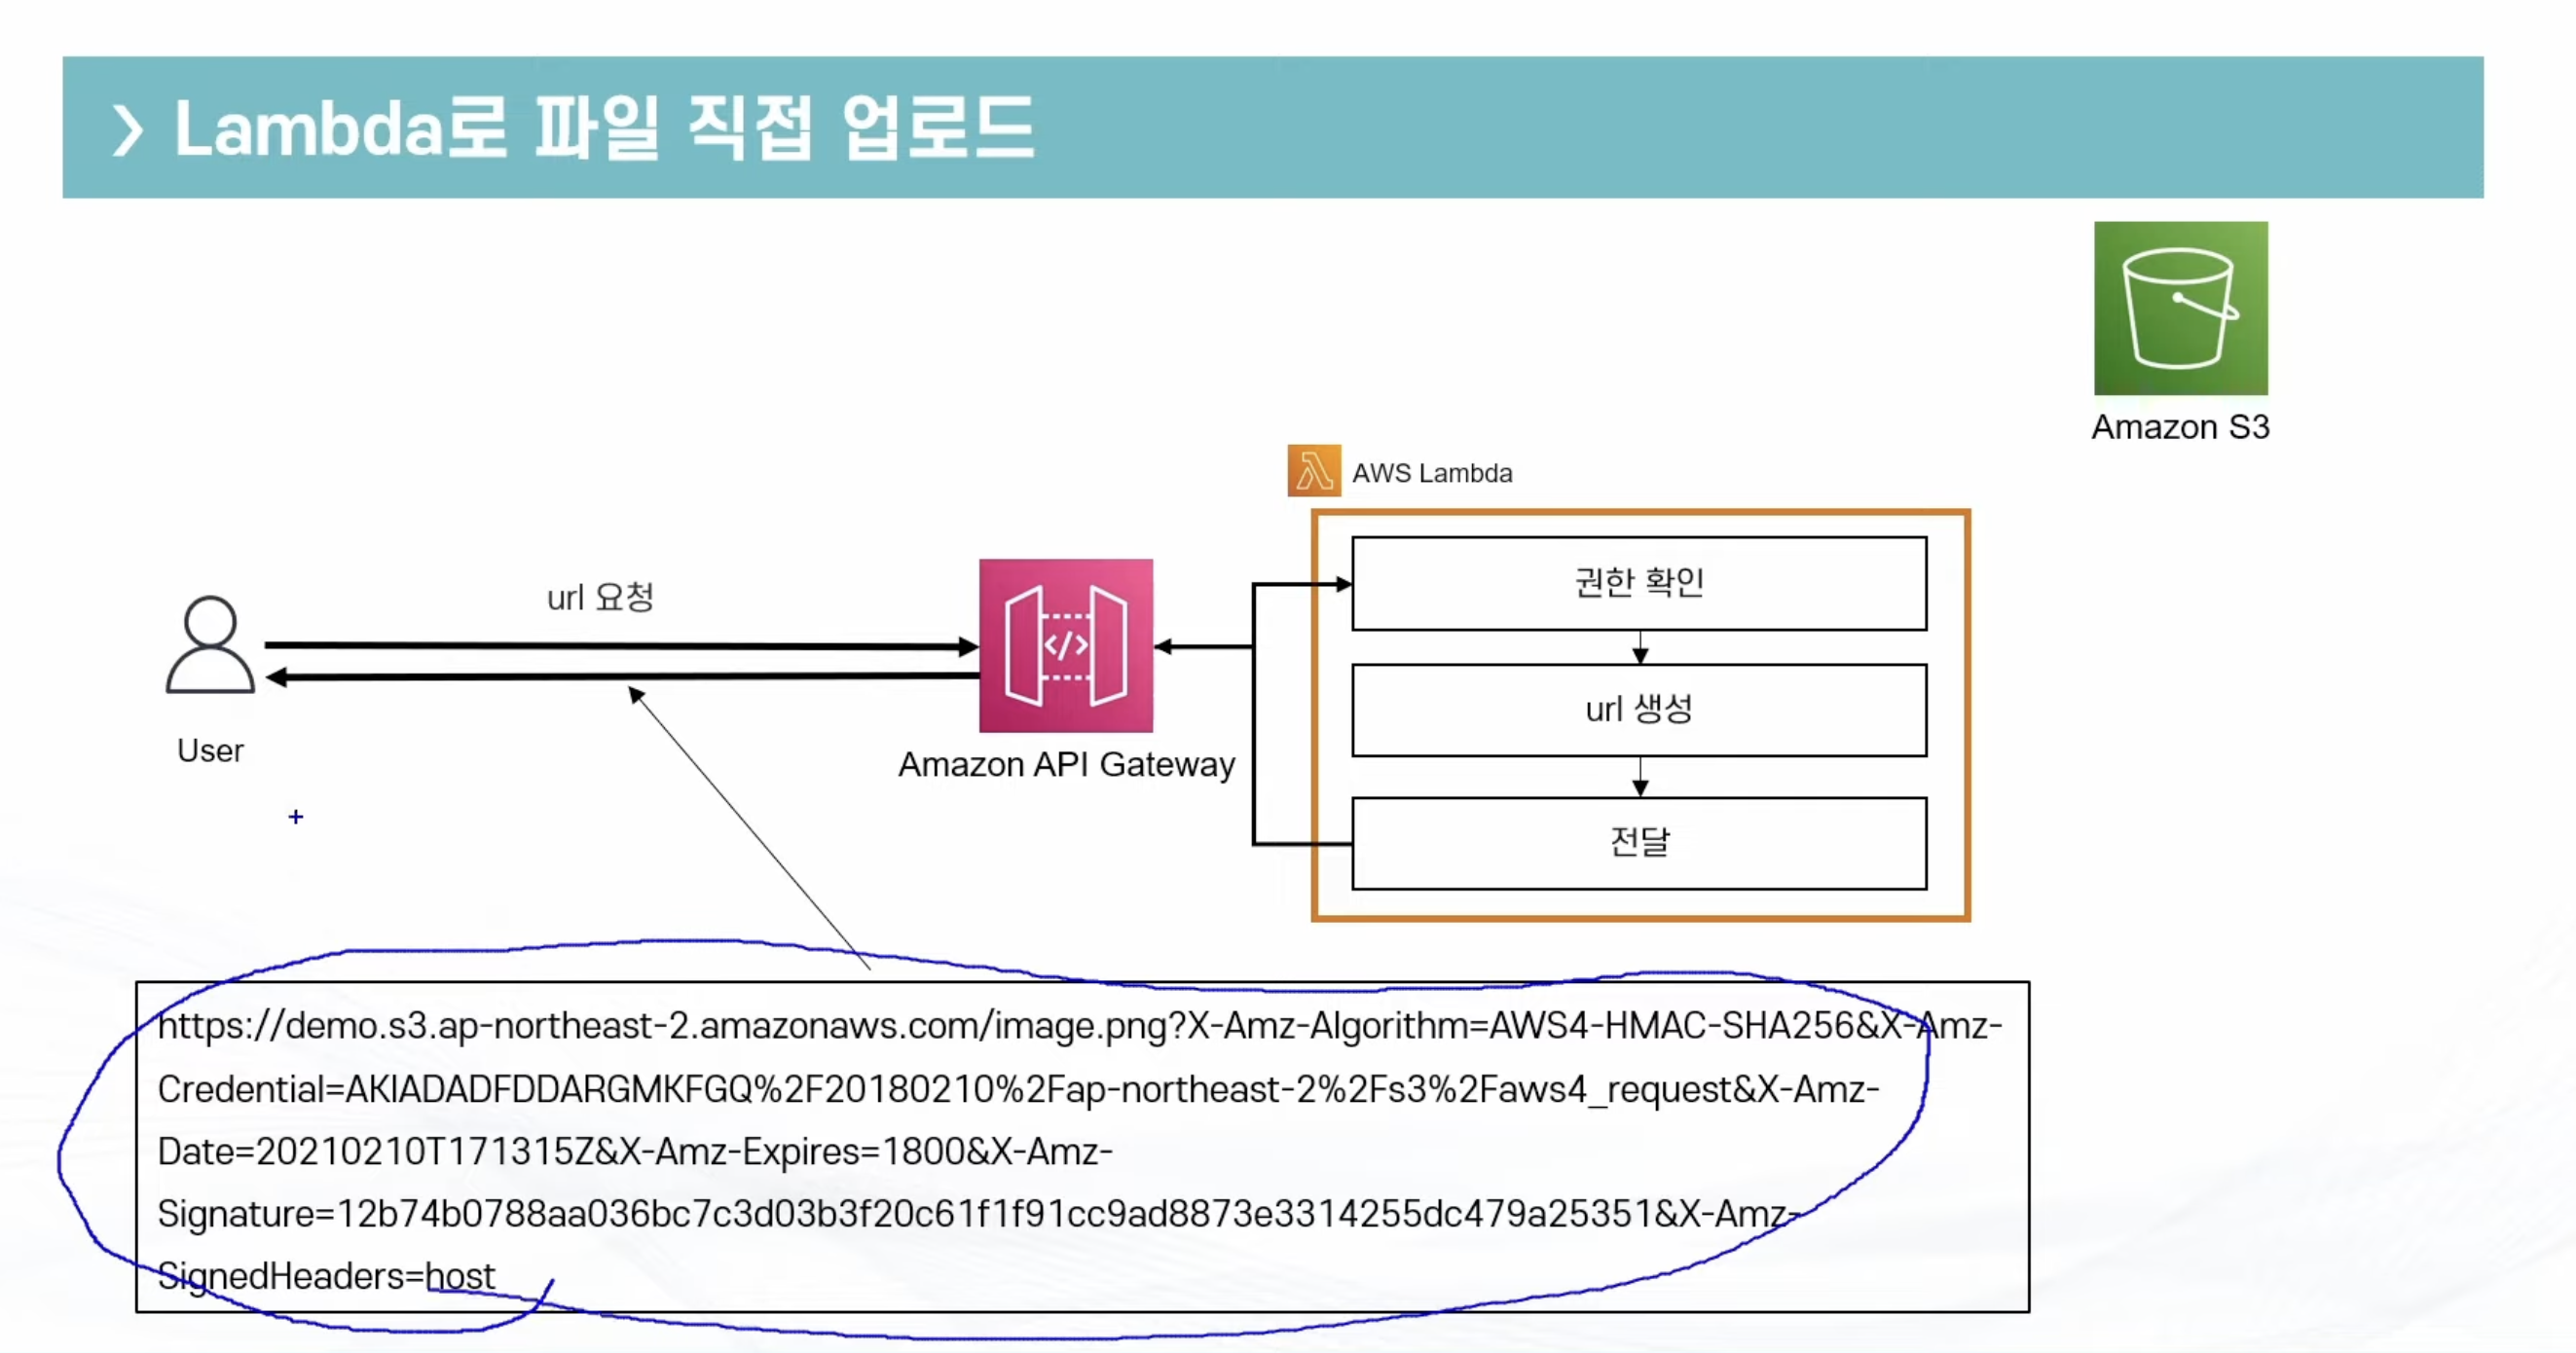 > Lambda로 파일 직접 업로드
Amazon S3
AWS Lambda
권한 확인
url 요청
url 생성
User
Amazon API Gateway
전달
https://demo.s3.ap-northeast-2.amazonaws.com/image.png?X-Amz-Algorithm=AWS4-HMAC-SHA256&X-Amz-
Credential=AKIADADFDDARGMKFGQ%2F20180210%2Fap-northeast-2%2Fs3%2Faws4_request&X-Amz-
Date=20210210T171315Z&X-Amz-Expires=1800&X-Amz-
Signature=12b74b0788aa036bc7c3d03b3f20c61f1f91cc9ad8873e3314255dc479a25351&X-Amz-
SignedHeaders=host